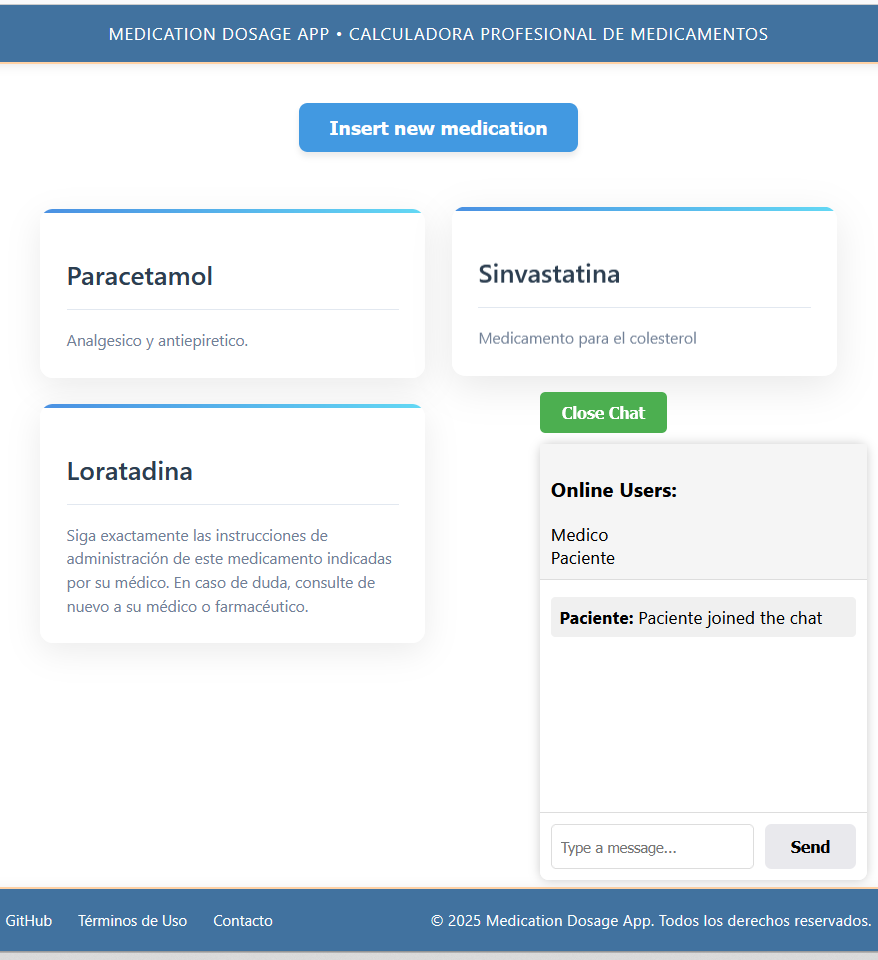 MEDICATION DOSAGE APP • CALCULADORA PROFESIONAL DE MEDICAMENTOS
Insert new medication
Paracetamol
Analgesico y antiepiretico.
Sinvastatina
Medicamento para el colesterol
Loratadina
Siga exactamente las instrucciones de
administración de este medicamento indicadas
por su médico. En caso de duda, consulte de
nuevo a su médico o farmacéutico.
Close Chat
Online Users:
Medico
Paciente
Paciente: Paciente joined the chat
Type a message...
Send
GitHub Términos de Uso Contacto © 2025 Medication Dosage App. Todos los derechos reservados.